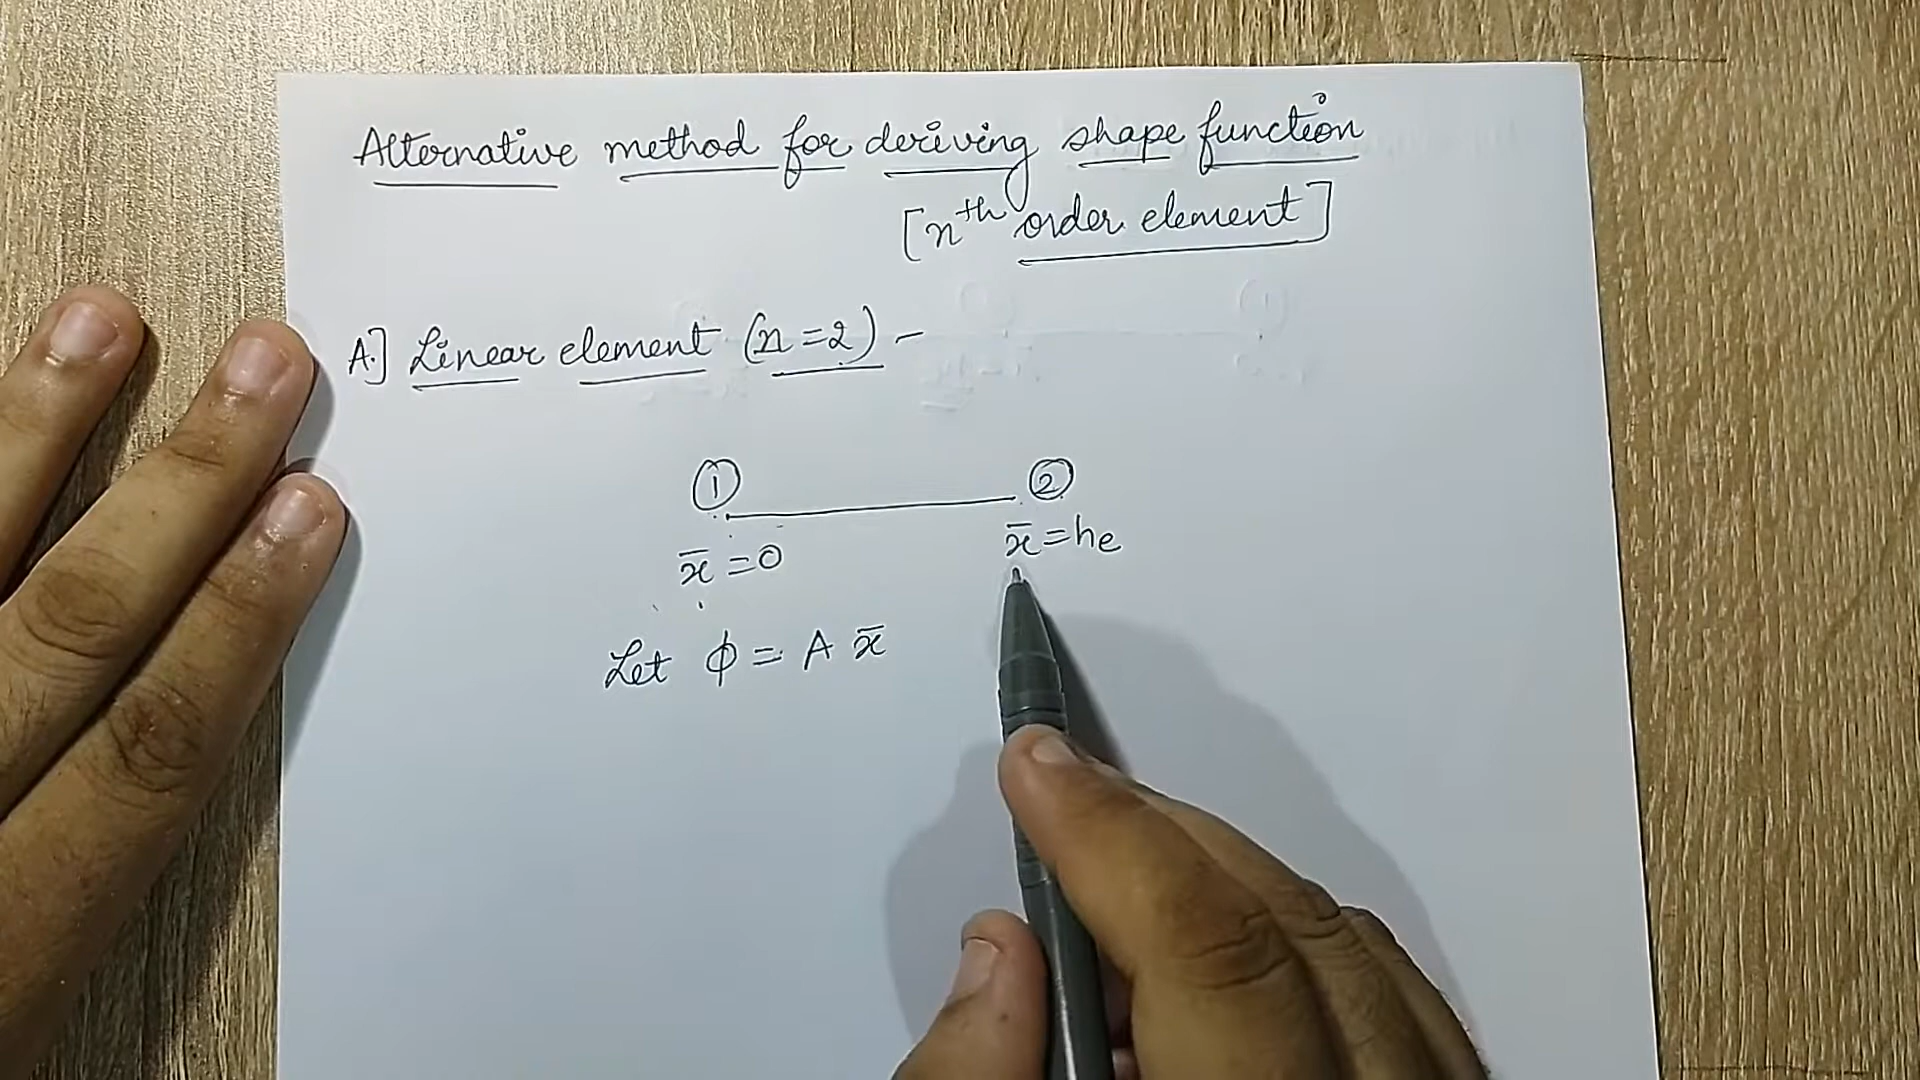 Alternative method for deriving shape function
[n^th order element]
A.] Linear element (n=2) -
① ②
x̄ = 0 x̄ = he
Let ϕ = A x̄